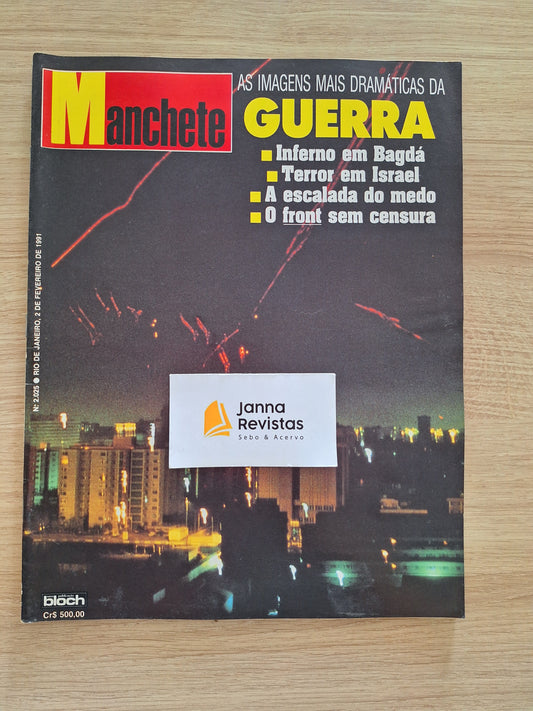 Manchete
AS IMAGENS MAIS DRAMÁTICAS DA
GUERRA
Inferno em Bagdá
Terror em Israel
A escalada do medo
O front sem censura
Nº 2.025 ● RIO DE JANEIRO, 2 DE FEVEREIRO DE 1991
Janna
Revistas
Sebo & Acervo
bloch
Cr$ 500,00